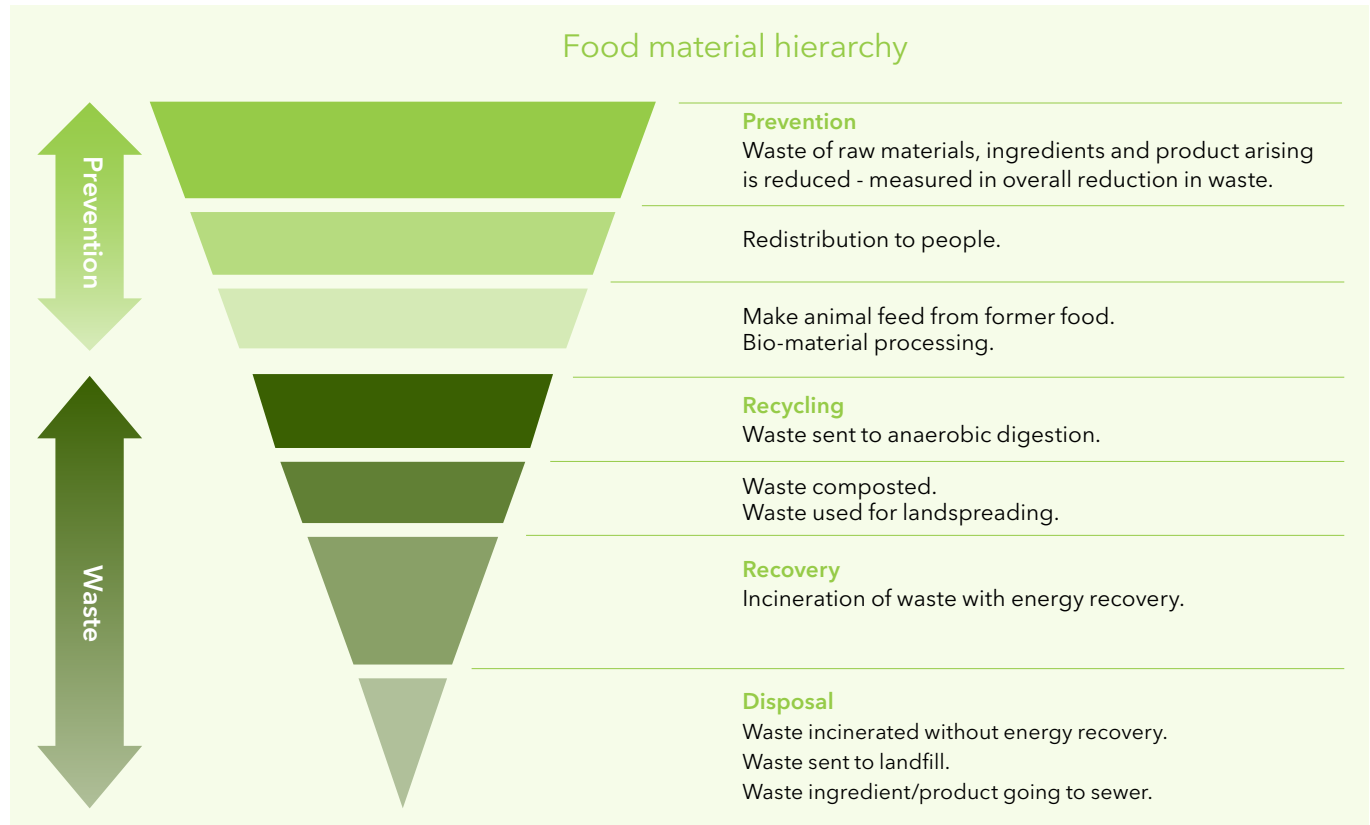 Food material hierarchy
Prevention
Prevention
Waste of raw materials, ingredients and product arising
is reduced - measured in overall reduction in waste.
Redistribution to people.
Make animal feed from former food.
Bio-material processing.
Waste
Recycling
Waste sent to anaerobic digestion.
Waste composted.
Waste used for landspreading.
Recovery
Incineration of waste with energy recovery.
Disposal
Waste incinerated without energy recovery.
Waste sent to landfill.
Waste ingredient/product going to sewer.